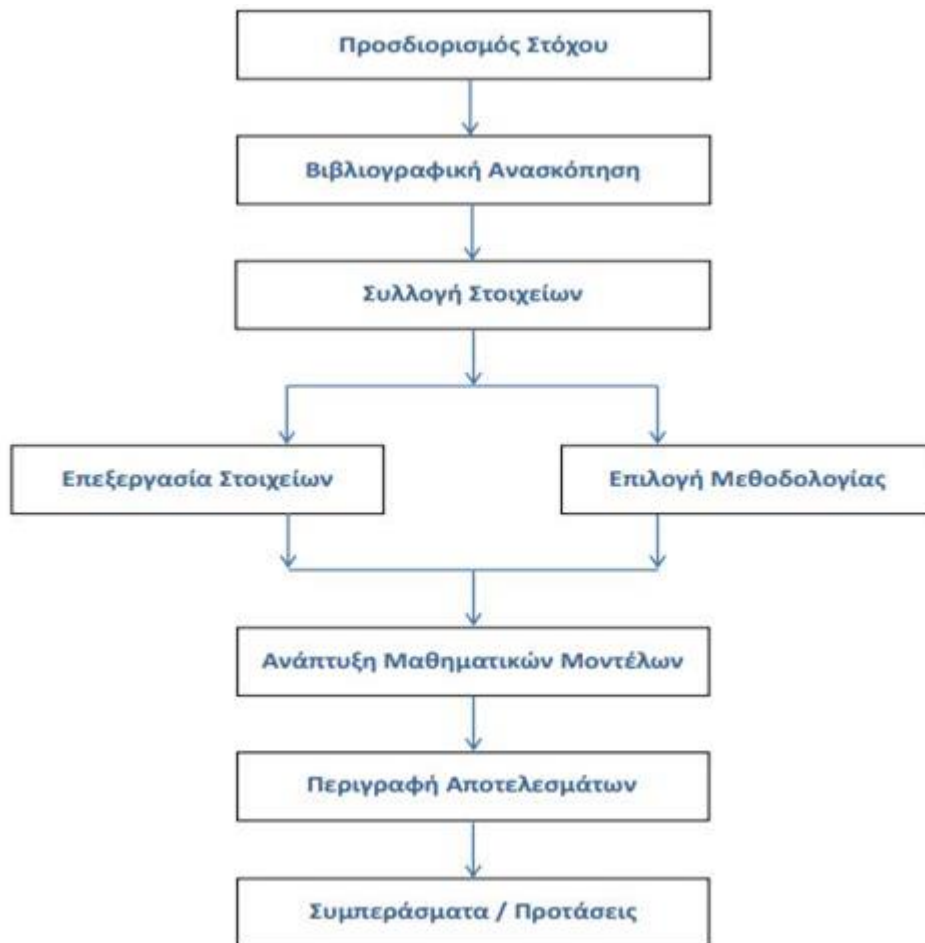 Προσδιορισμός Στόχου
Βιβλιογραφική Ανασκόπηση
Συλλογή Στοιχείων
Επεξεργασία Στοιχείων
Επιλογή Μεθοδολογίας
Ανάπτυξη Μαθηματικών Μοντέλων
Περιγραφή Αποτελεσμάτων
Συμπεράσματα / Προτάσεις